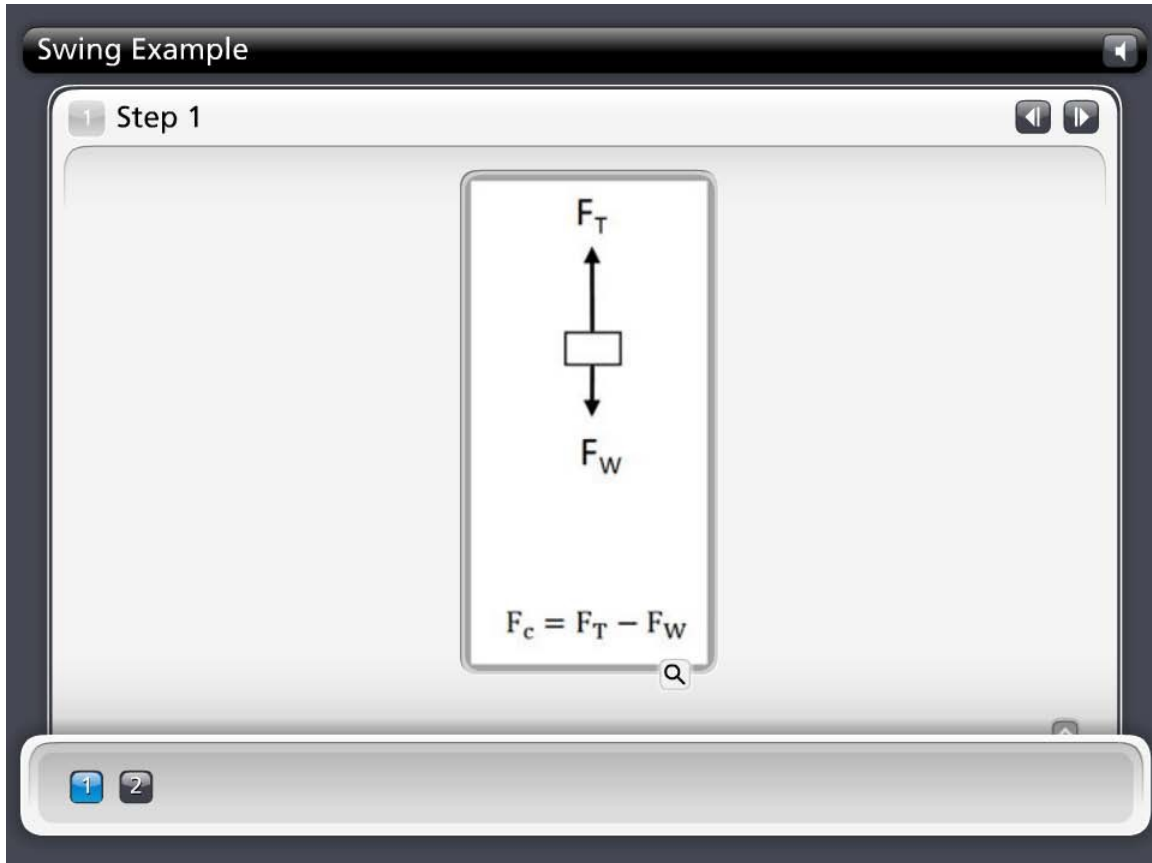 Swing Example
1 Step 1
F_T
F_W
F_c = F_T − F_W
1 2